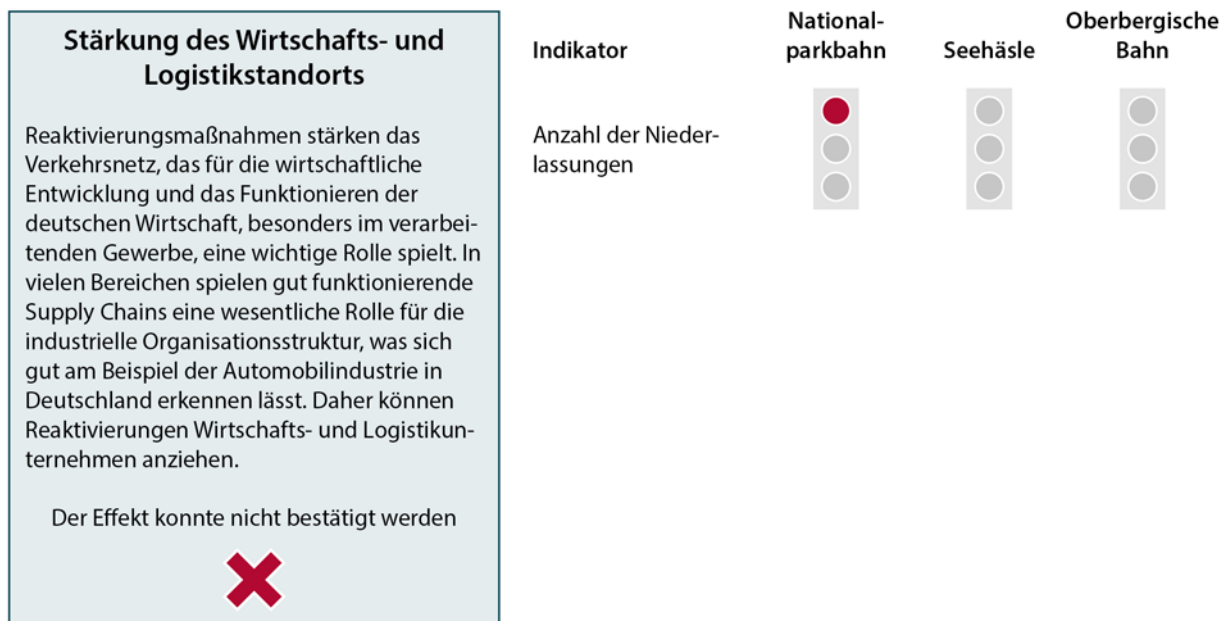 Stärkung des Wirtschafts- und
Logistikstandorts
Reaktivierungsmaßnahmen stärken das
Verkehrsnetz, das für die wirtschaftliche
Entwicklung und das Funktionieren der
deutschen Wirtschaft, besonders im verarbei-
tenden Gewerbe, eine wichtige Rolle spielt. In
vielen Bereichen spielen gut funktionierende
Supply Chains eine wesentliche Rolle für die
industrielle Organisationsstruktur, was sich
gut am Beispiel der Automobilindustrie in
Deutschland erkennen lässt. Daher können
Reaktivierungen Wirtschafts- und Logistikun-
ternehmen anziehen.
Der Effekt konnte nicht bestätigt werden
Indikator
National-
parkbahn
Seehäsle
Oberbergische
Bahn
Anzahl der Nieder-
lassungen